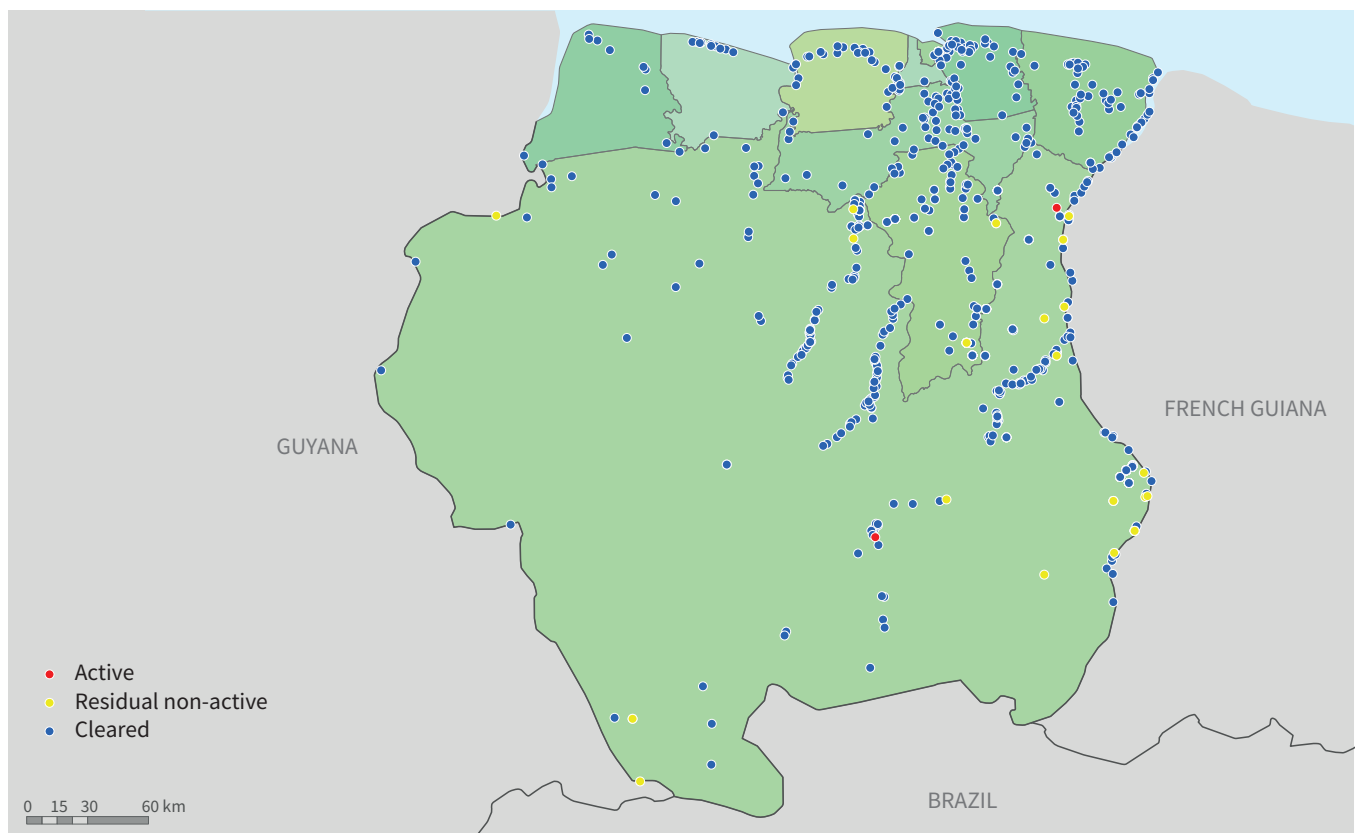 FRENCH GUIANA
GUYANA
Active
Residual non-active
Cleared
0 15 30 60 km
BRAZIL